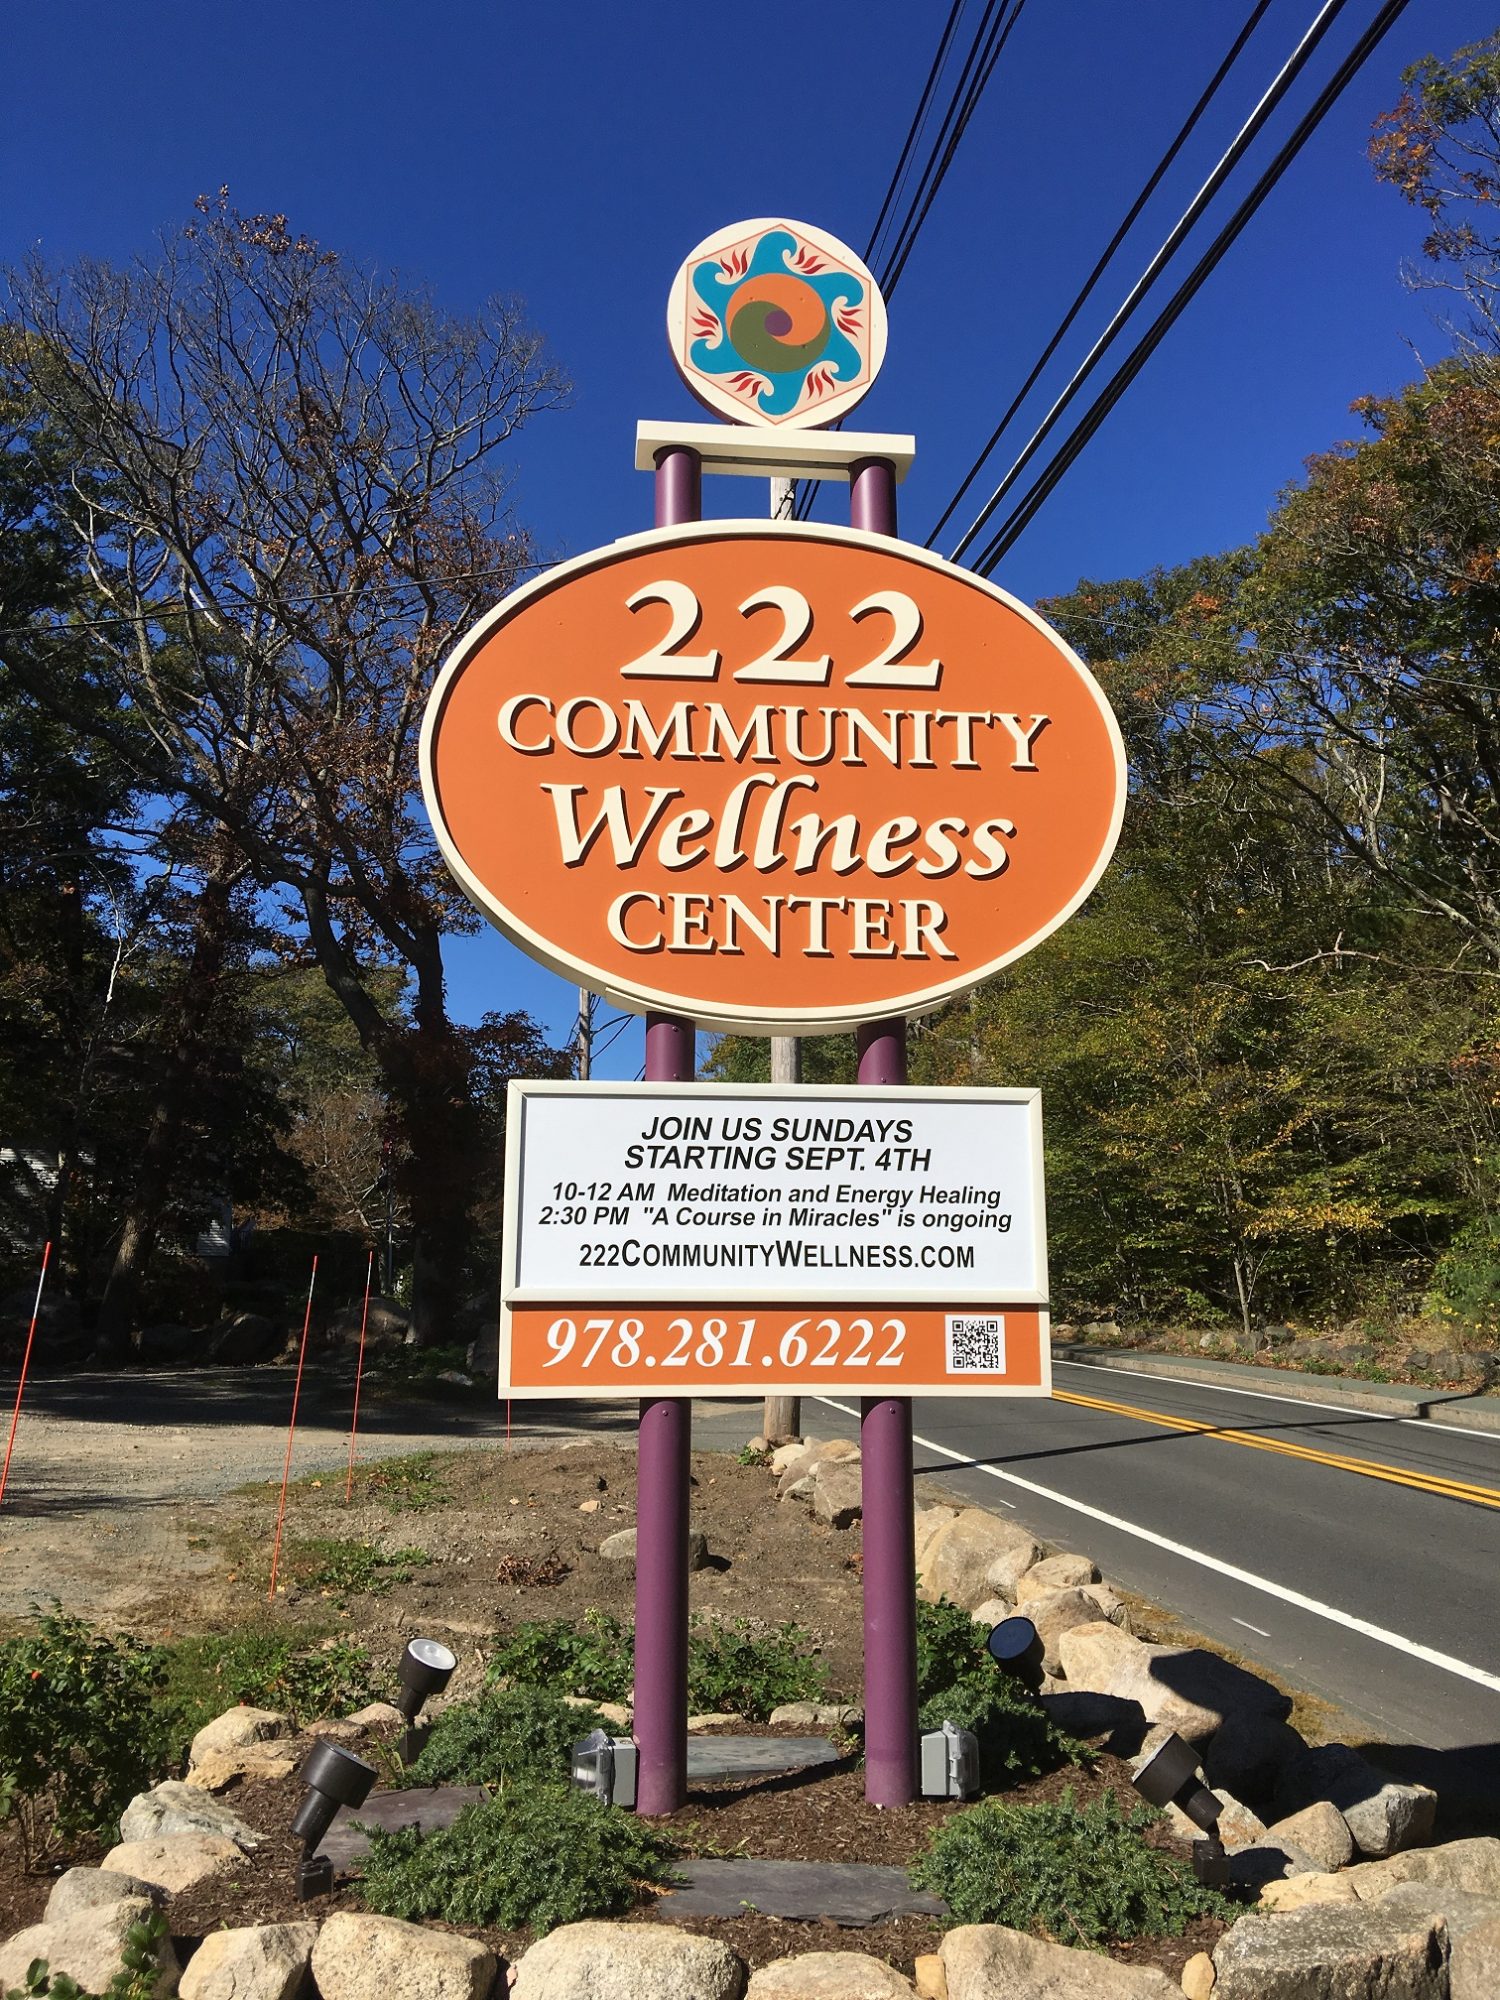 222
COMMUNITY
Wellness
CENTER
JOIN US SUNDAYS
STARTING SEPT. 4TH
10-12 AM Meditation and Energy Healing
2:30 PM "A Course in Miracles" is ongoing
222COMMUNITYWELLNESS.COM
978.281.6222